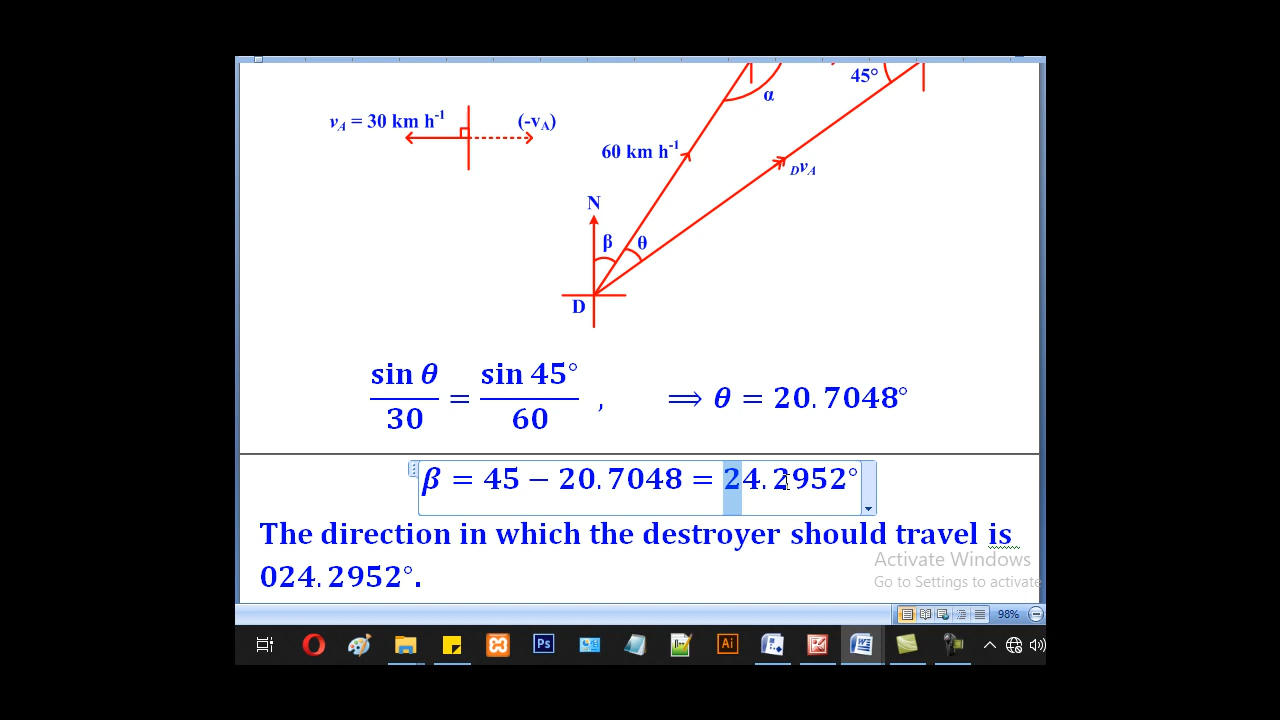 45°
α
v_A = 30 km h⁻¹
(-v_A)
60 km h⁻¹
_Dv_A
N
β
θ
D
sin θ / 30 = sin 45° / 60 , ⟹ θ = 20.7048°
β = 45 − 20.7048 = 24.2952°
The direction in which the destroyer should travel is
024.2952°.
Activate Windows
Go to Settings to activate
98%
Ps
Ai